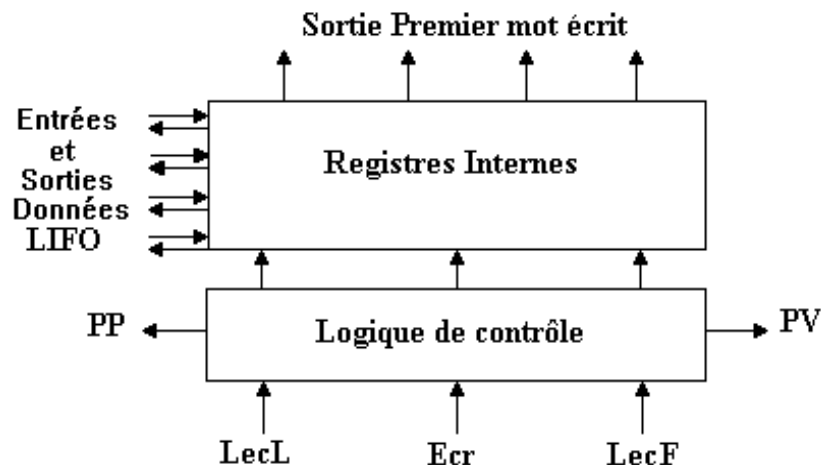 Sortie Premier mot écrit
Entrées
et
Sorties
Données
LIFO
Registres Internes
PP
Logique de contrôle
PV
LecL
Ecr
LecF